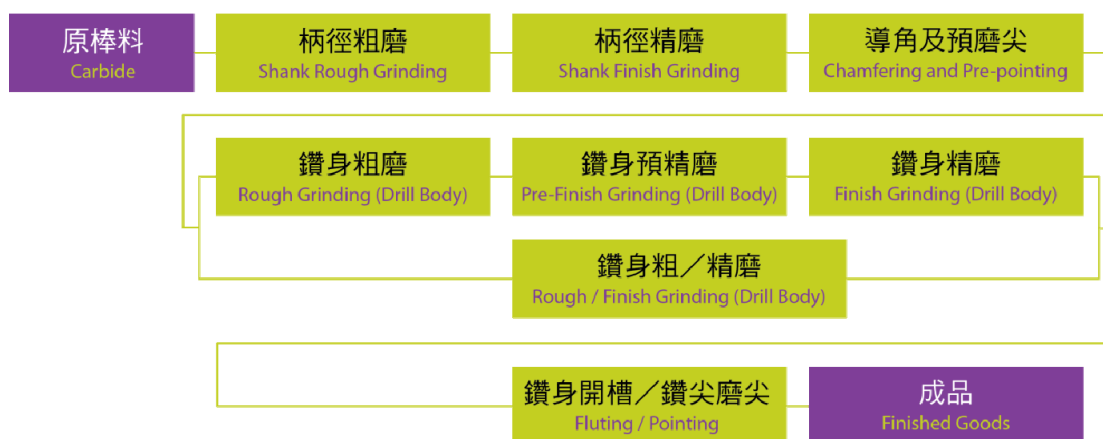 原棒料
Carbide
柄徑粗磨
Shank Rough Grinding
柄徑精磨
Shank Finish Grinding
導角及預磨尖
Chamfering and Pre-pointing
鑽身粗磨
Rough Grinding (Drill Body)
鑽身預精磨
Pre-Finish Grinding (Drill Body)
鑽身精磨
Finish Grinding (Drill Body)
鑽身粗／精磨
Rough / Finish Grinding (Drill Body)
鑽身開槽／鑽尖磨尖
Fluting / Pointing
成品
Finished Goods